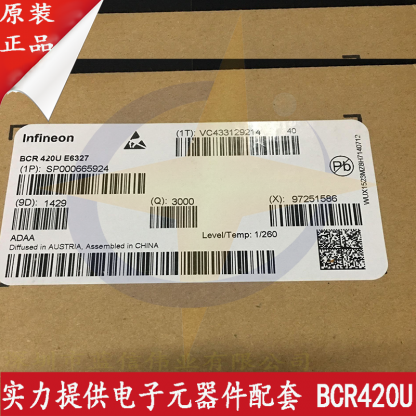 原装
正品
Infineon
(1T): VC433129214 40
BCR 420U E6327
(1P): SP000665924
(9D): 1429
(Q): 3000
(X): 97251586
ADAA
Level/Temp: 1/260
Diffused in AUSTRIA, Assembled in CHINA
Pb
WUX1523MZBH7140712
实力提供电子元器件配套 BCR420U